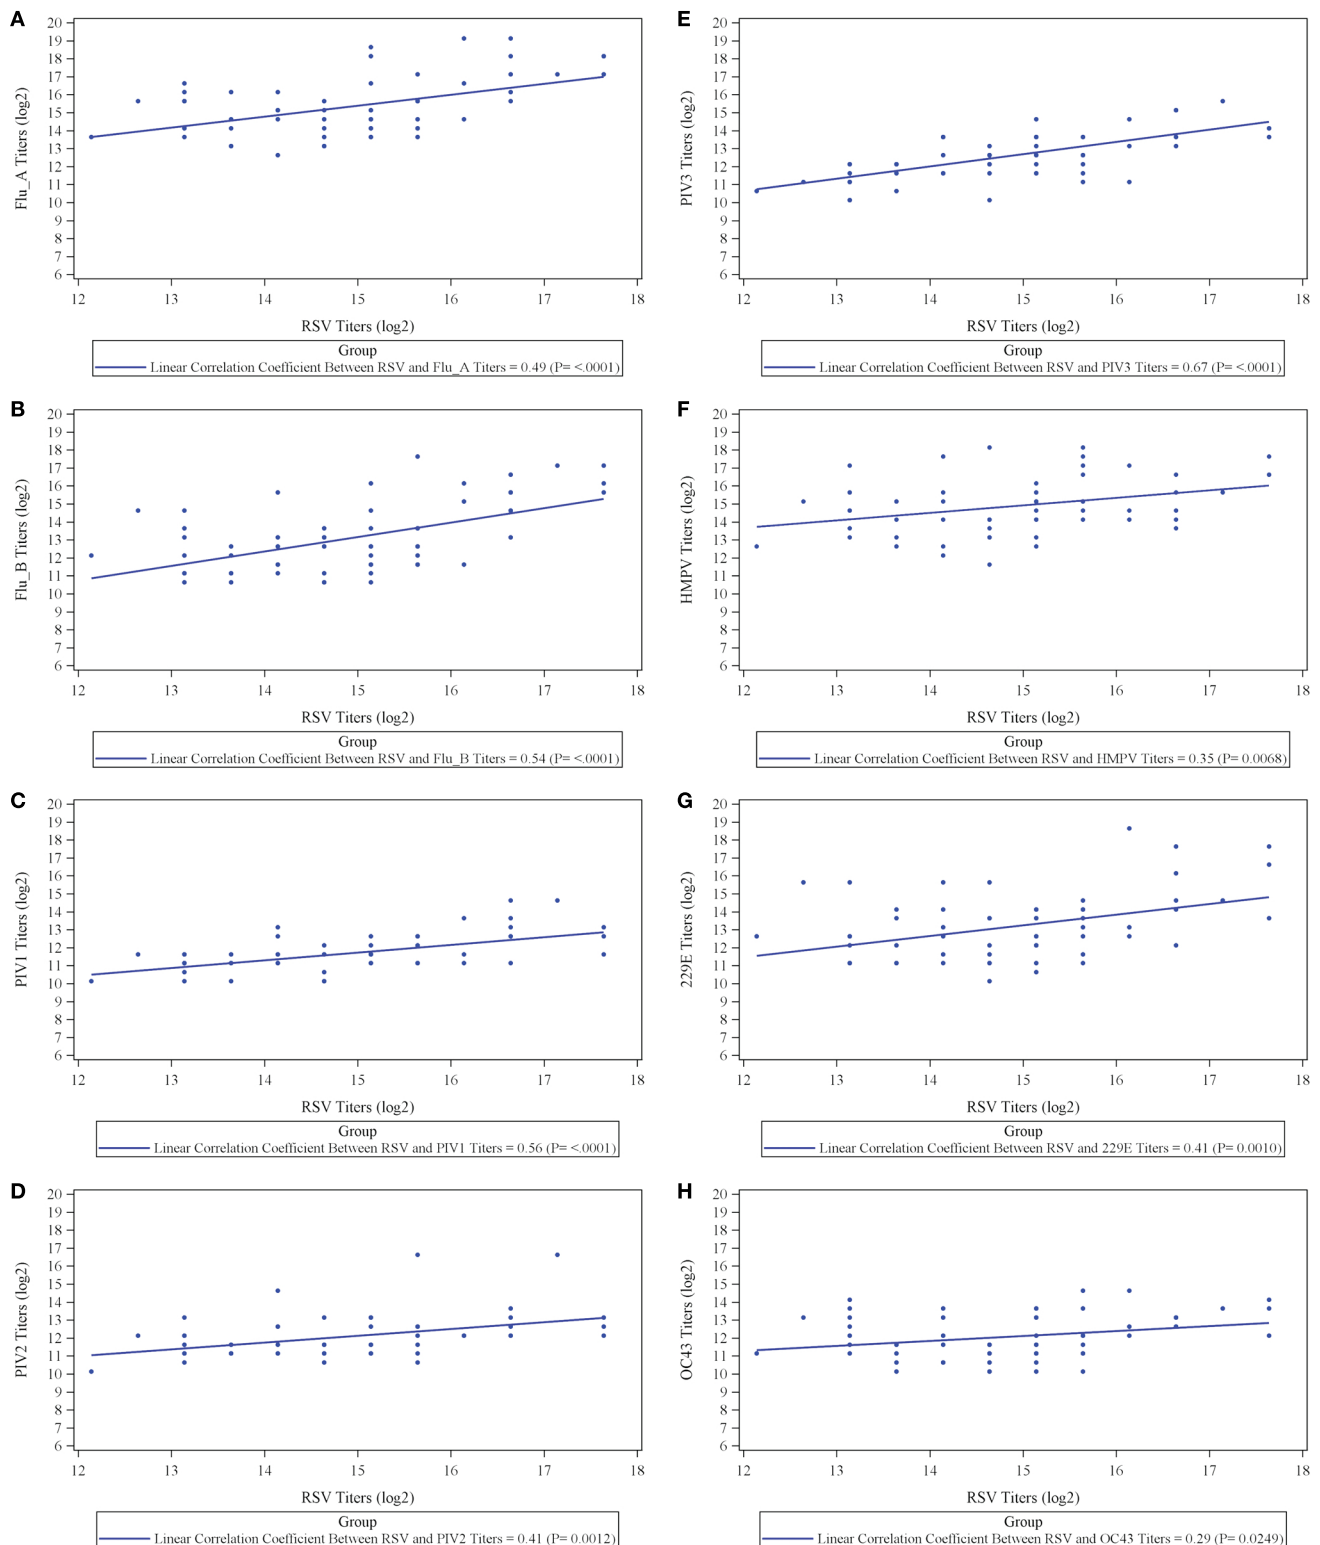 A
20
19
18
17
16
15
14
13
12
11
10
9
8
7
6
Flu_A Titers (log2)
12 13 14 15 16 17 18
RSV Titers (log2)
Group
Linear Correlation Coefficient Between RSV and Flu_A Titers = 0.49 (P= <.0001)
B
20
19
18
17
16
15
14
13
12
11
10
9
8
7
6
Flu_B Titers (log2)
12 13 14 15 16 17 18
RSV Titers (log2)
Group
Linear Correlation Coefficient Between RSV and Flu_B Titers = 0.54 (P= <.0001)
C
20
19
18
17
16
15
14
13
12
11
10
9
8
7
6
PIV1 Titers (log2)
12 13 14 15 16 17 18
RSV Titers (log2)
Group
Linear Correlation Coefficient Between RSV and PIV1 Titers = 0.56 (P= <.0001)
D
20
19
18
17
16
15
14
13
12
11
10
9
8
7
6
PIV2 Titers (log2)
12 13 14 15 16 17 18
RSV Titers (log2)
Group
Linear Correlation Coefficient Between RSV and PIV2 Titers = 0.41 (P= 0.0012)
E
20
19
18
17
16
15
14
13
12
11
10
9
8
7
6
PIV3 Titers (log2)
12 13 14 15 16 17 18
RSV Titers (log2)
Group
Linear Correlation Coefficient Between RSV and PIV3 Titers = 0.67 (P= <.0001)
F
20
19
18
17
16
15
14
13
12
11
10
9
8
7
6
HMPV Titers (log2)
12 13 14 15 16 17 18
RSV Titers (log2)
Group
Linear Correlation Coefficient Between RSV and HMPV Titers = 0.35 (P= 0.0068)
G
20
19
18
17
16
15
14
13
12
11
10
9
8
7
6
229E Titers (log2)
12 13 14 15 16 17 18
RSV Titers (log2)
Group
Linear Correlation Coefficient Between RSV and 229E Titers = 0.41 (P= 0.0010)
H
20
19
18
17
16
15
14
13
12
11
10
9
8
7
6
OC43 Titers (log2)
12 13 14 15 16 17 18
RSV Titers (log2)
Group
Linear Correlation Coefficient Between RSV and OC43 Titers = 0.29 (P= 0.0249)